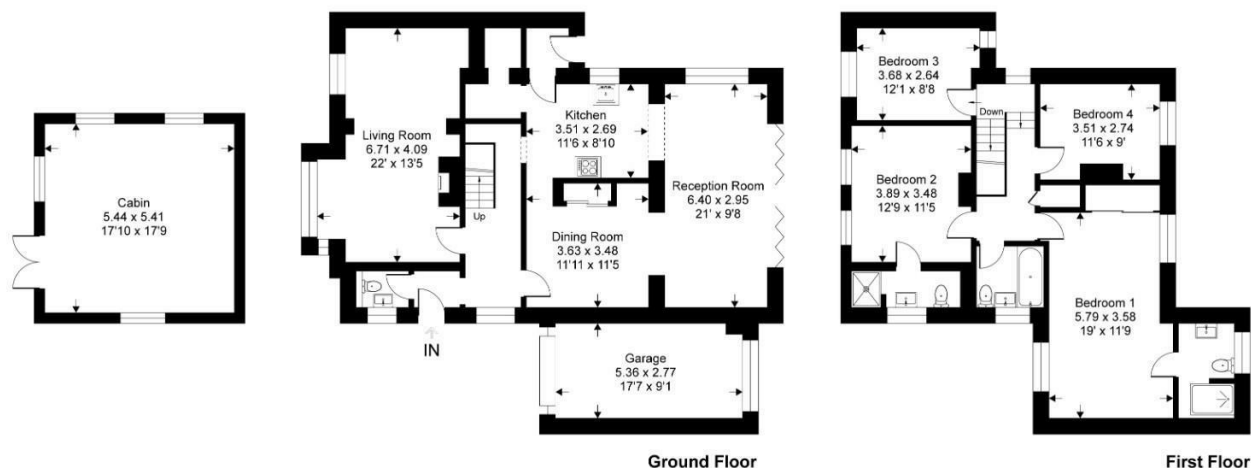 Cabin
5.44 x 5.41
17'10 x 17'9
Living Room
6.71 x 4.09
22' x 13'5
Kitchen
3.51 x 2.69
11'6 x 8'10
Reception Room
6.40 x 2.95
21' x 9'8
Up
Dining Room
3.63 x 3.48
11'11 x 11'5
IN
Garage
5.36 x 2.77
17'7 x 9'1
Ground Floor
Bedroom 3
3.68 x 2.64
12'1 x 8'8
Down
Bedroom 4
3.51 x 2.74
11'6 x 9'
Bedroom 2
3.89 x 3.48
12'9 x 11'5
Bedroom 1
5.79 x 3.58
19' x 11'9
First Floor